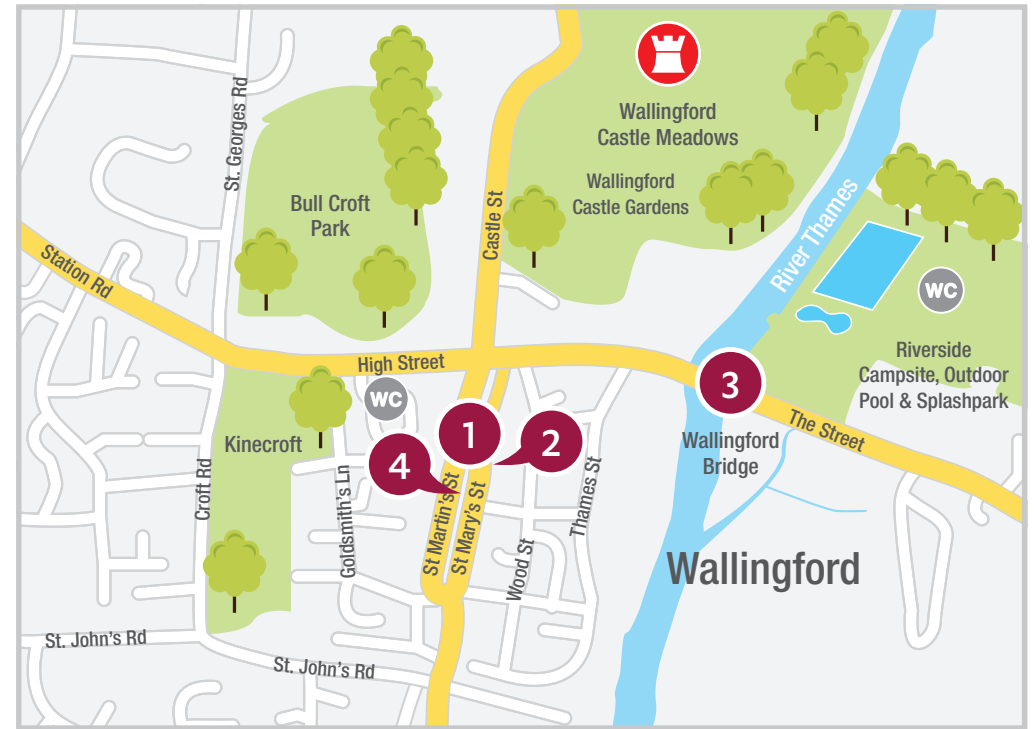 St. Georges Rd
Bull Croft
Park
Castle St
Wallingford
Castle Meadows
Wallingford
Castle Gardens
River Thames
WC
Riverside
Campsite, Outdoor
Pool & Splashpark
Station Rd
High Street
WC
Kinecroft
Croft Rd
Goldsmith's Ln
4
1
2
3
St Martin's St
St Mary's St
Wood St
Thames St
Wallingford
Bridge
The Street
Wallingford
St. John's Rd
St. John's Rd